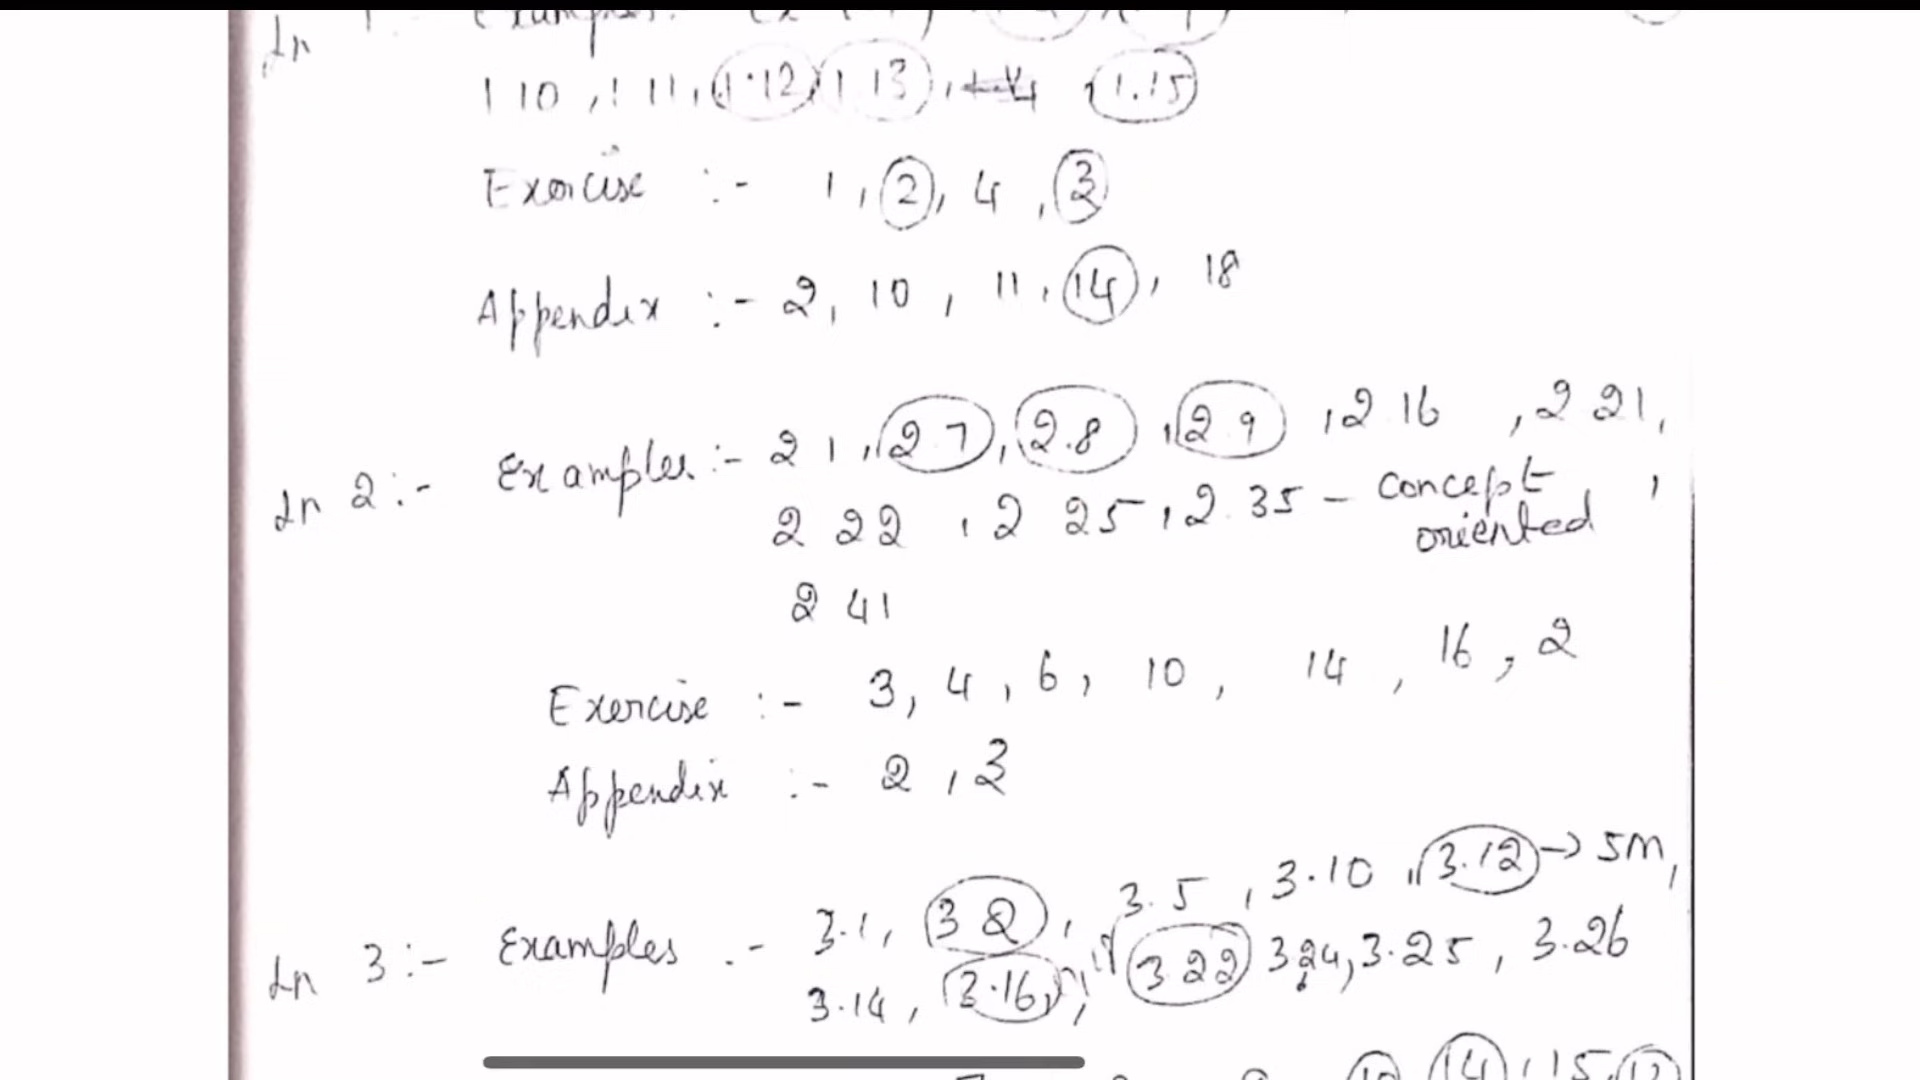 Ln 1:- Examples:
1 10 , 1 11 , 1.12 , 1 13 , 1.15
Exercise :- 1 , 2 , 4 , 3
Appendix :- 2 , 10 , 11 , 14 , 18
Ln 2 :- Examples :- 2 1 , 2 7 , 2.8 , 2 9 , 2 16 , 2 21 ,
2 22 , 2 25 , 2.35 – concept oriented ,
2 41
Exercise :- 3 , 4 , 6 , 10 , 14 , 16 , 2
Appendix :- 2 , 3
Ln 3 :- Examples :- 3.1 , 3 2 , 3.5 , 3.10 , 3.12 → 5M ,
3.14 , 3.16 , 3 22 3.24 , 3.25 , 3.26
14 , 15